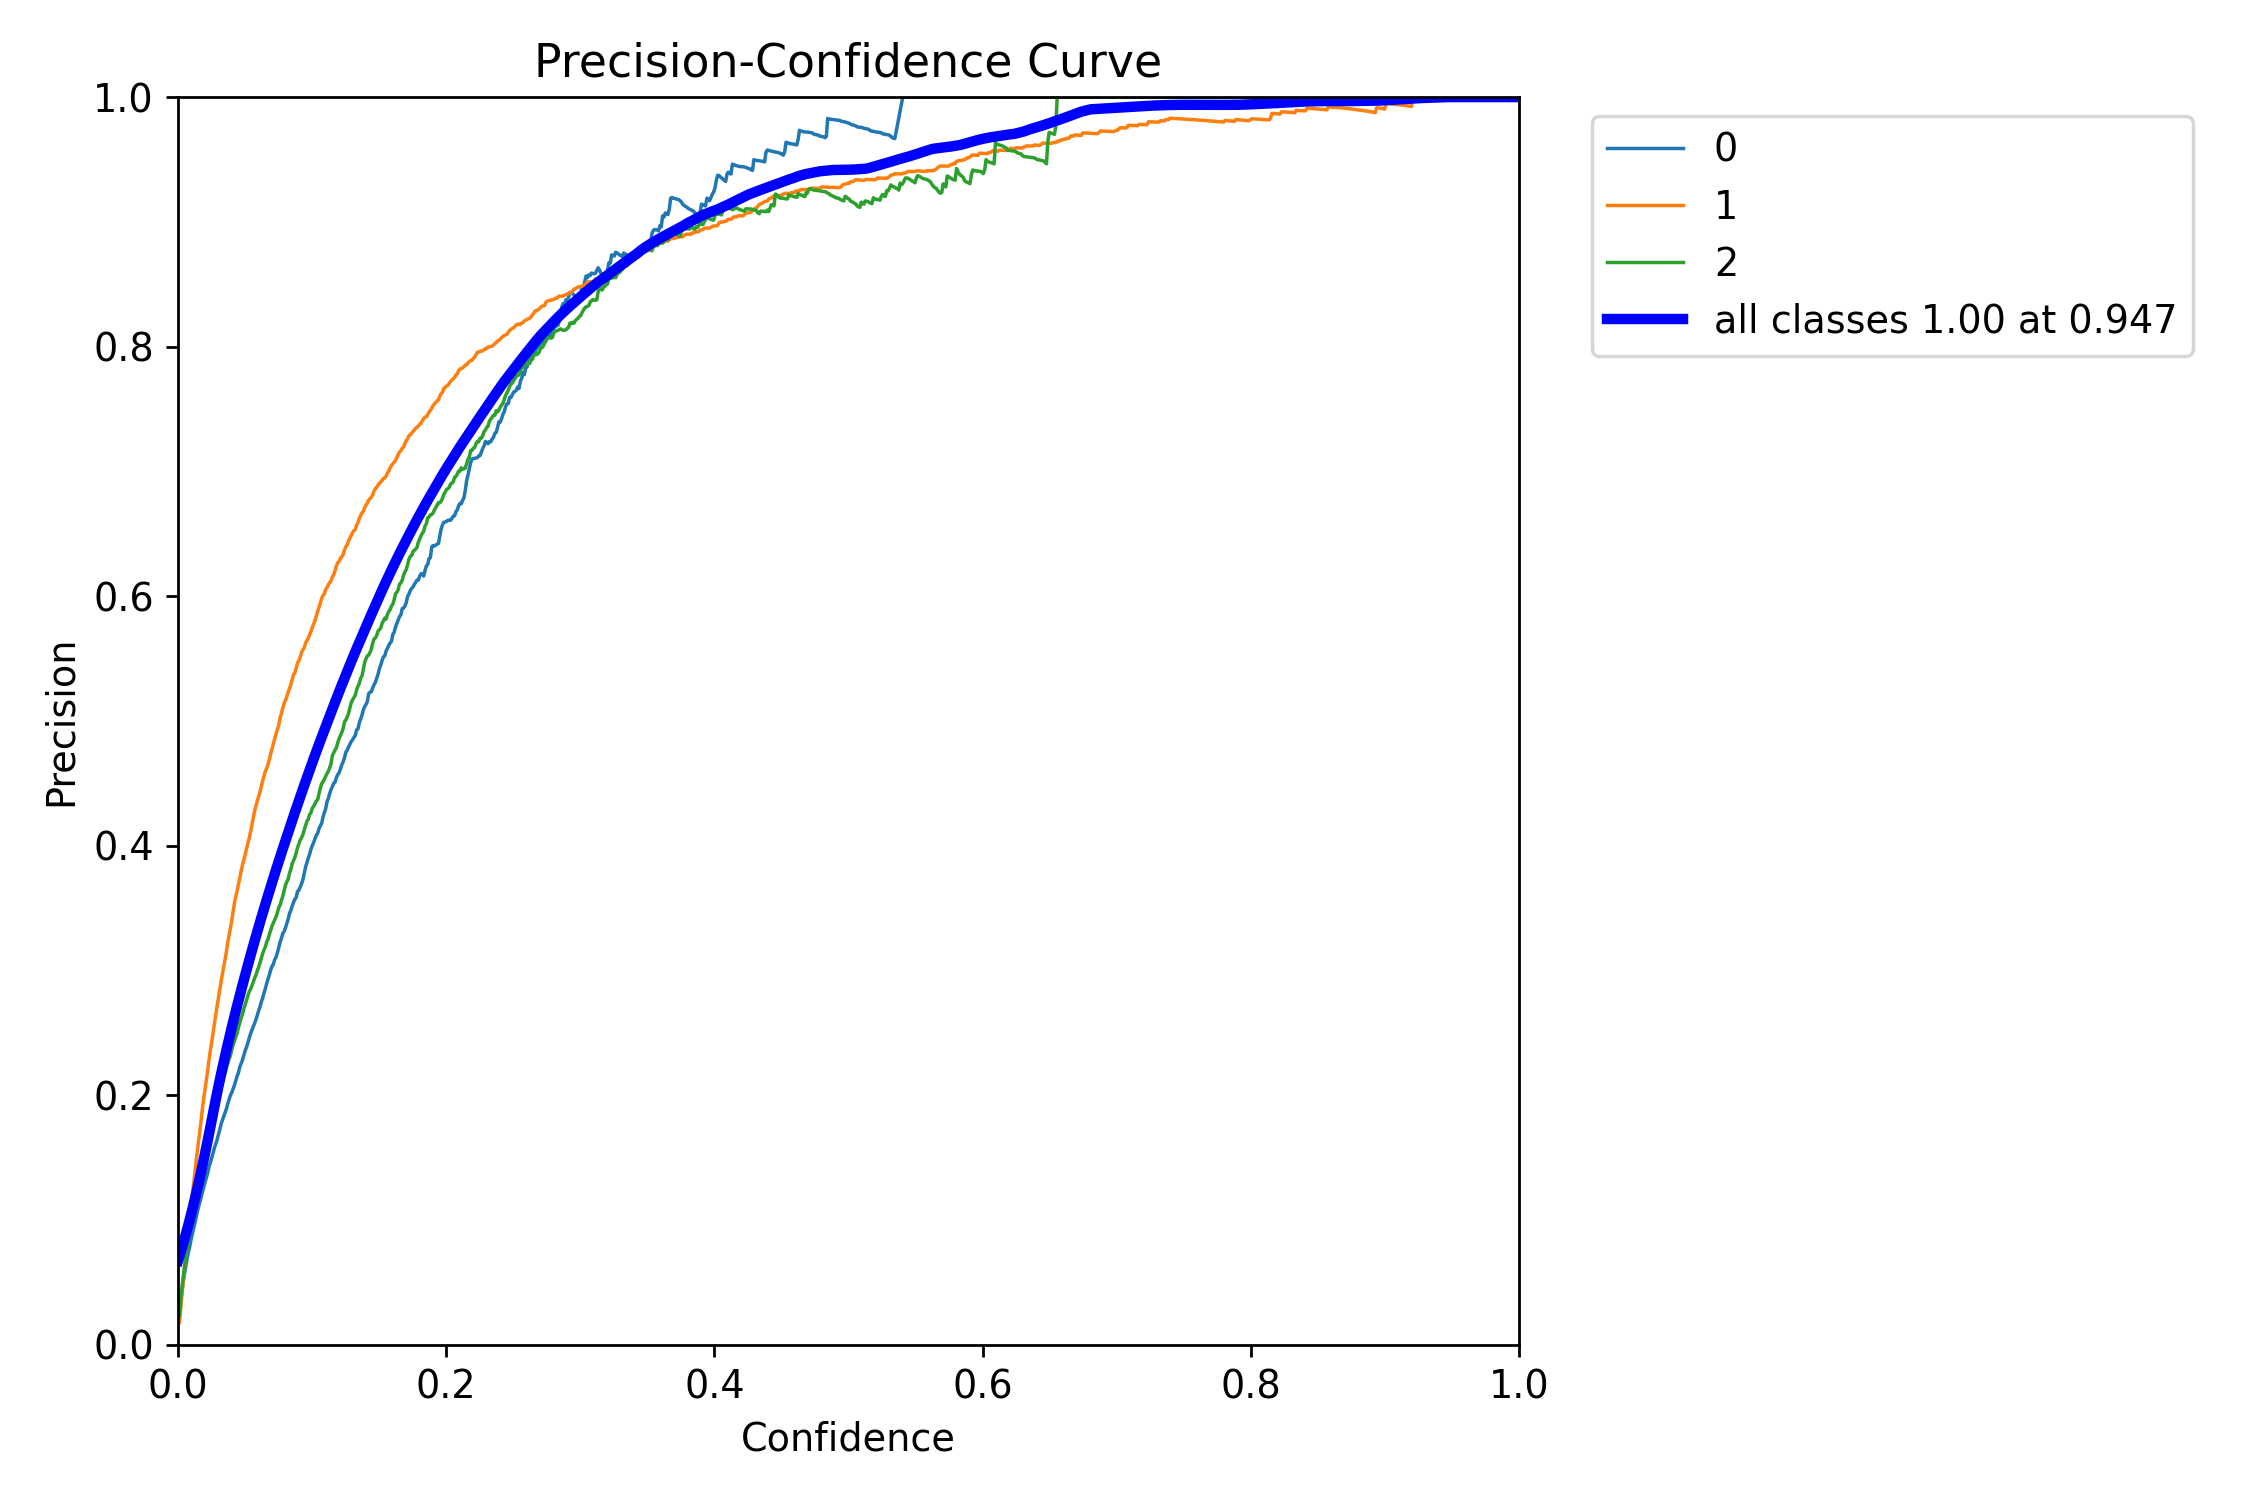 Precision-Confidence Curve
1.0
0.8
0.6
0.4
0.2
0.0
Precision
0.0 0.2 0.4 0.6 0.8 1.0
Confidence
0
1
2
all classes 1.00 at 0.947